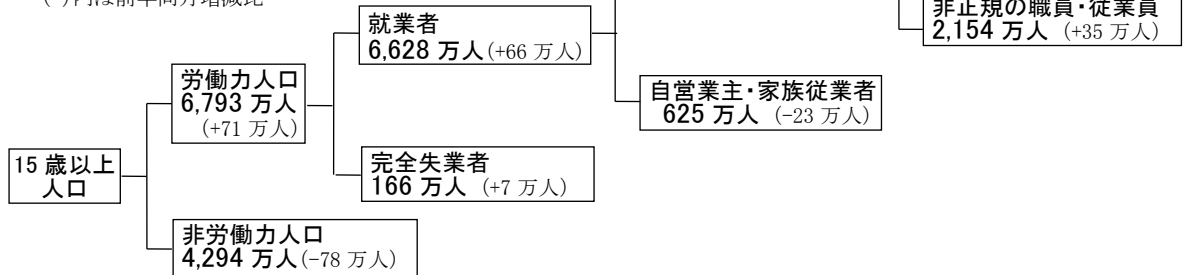 ( )内は前年同月増減比
就業者
6,628 万人(+66 万人)
非正規の職員・従業員
2,154 万人 (+35 万人)
労働力人口
6,793 万人
(+71 万人)
自営業主・家族従業者
625 万人 (-23 万人)
15 歳以上
人口
完全失業者
166 万人 (+7 万人)
非労働力人口
4,294 万人(-78 万人)